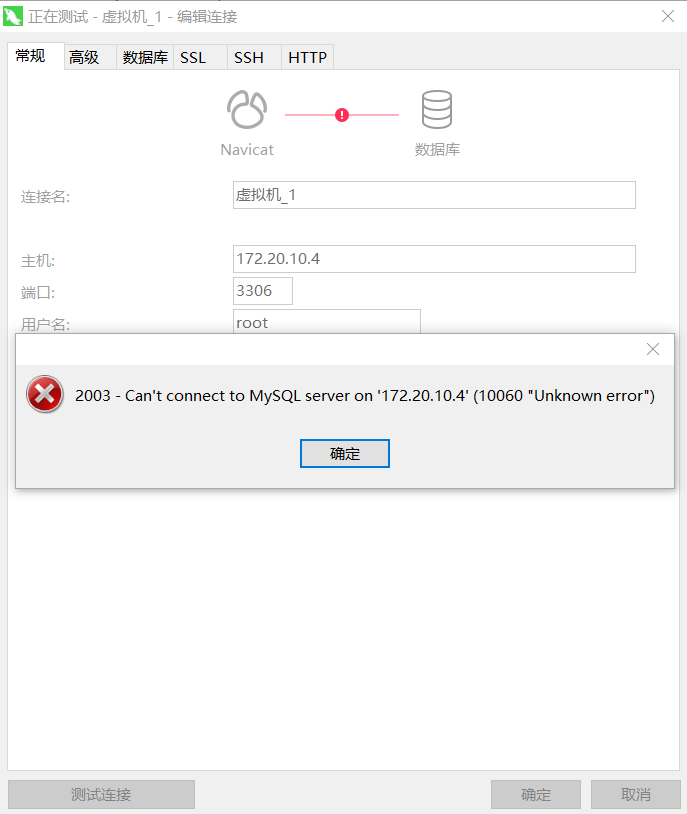 正在测试 - 虚拟机_1 - 编辑连接
常规 高级 数据库 SSL SSH HTTP
Navicat 数据库
连接名: 虚拟机_1
主机: 172.20.10.4
端口: 3306
用户名: root
2003 - Can't connect to MySQL server on '172.20.10.4' (10060 "Unknown error")
确定
测试连接 确定 取消